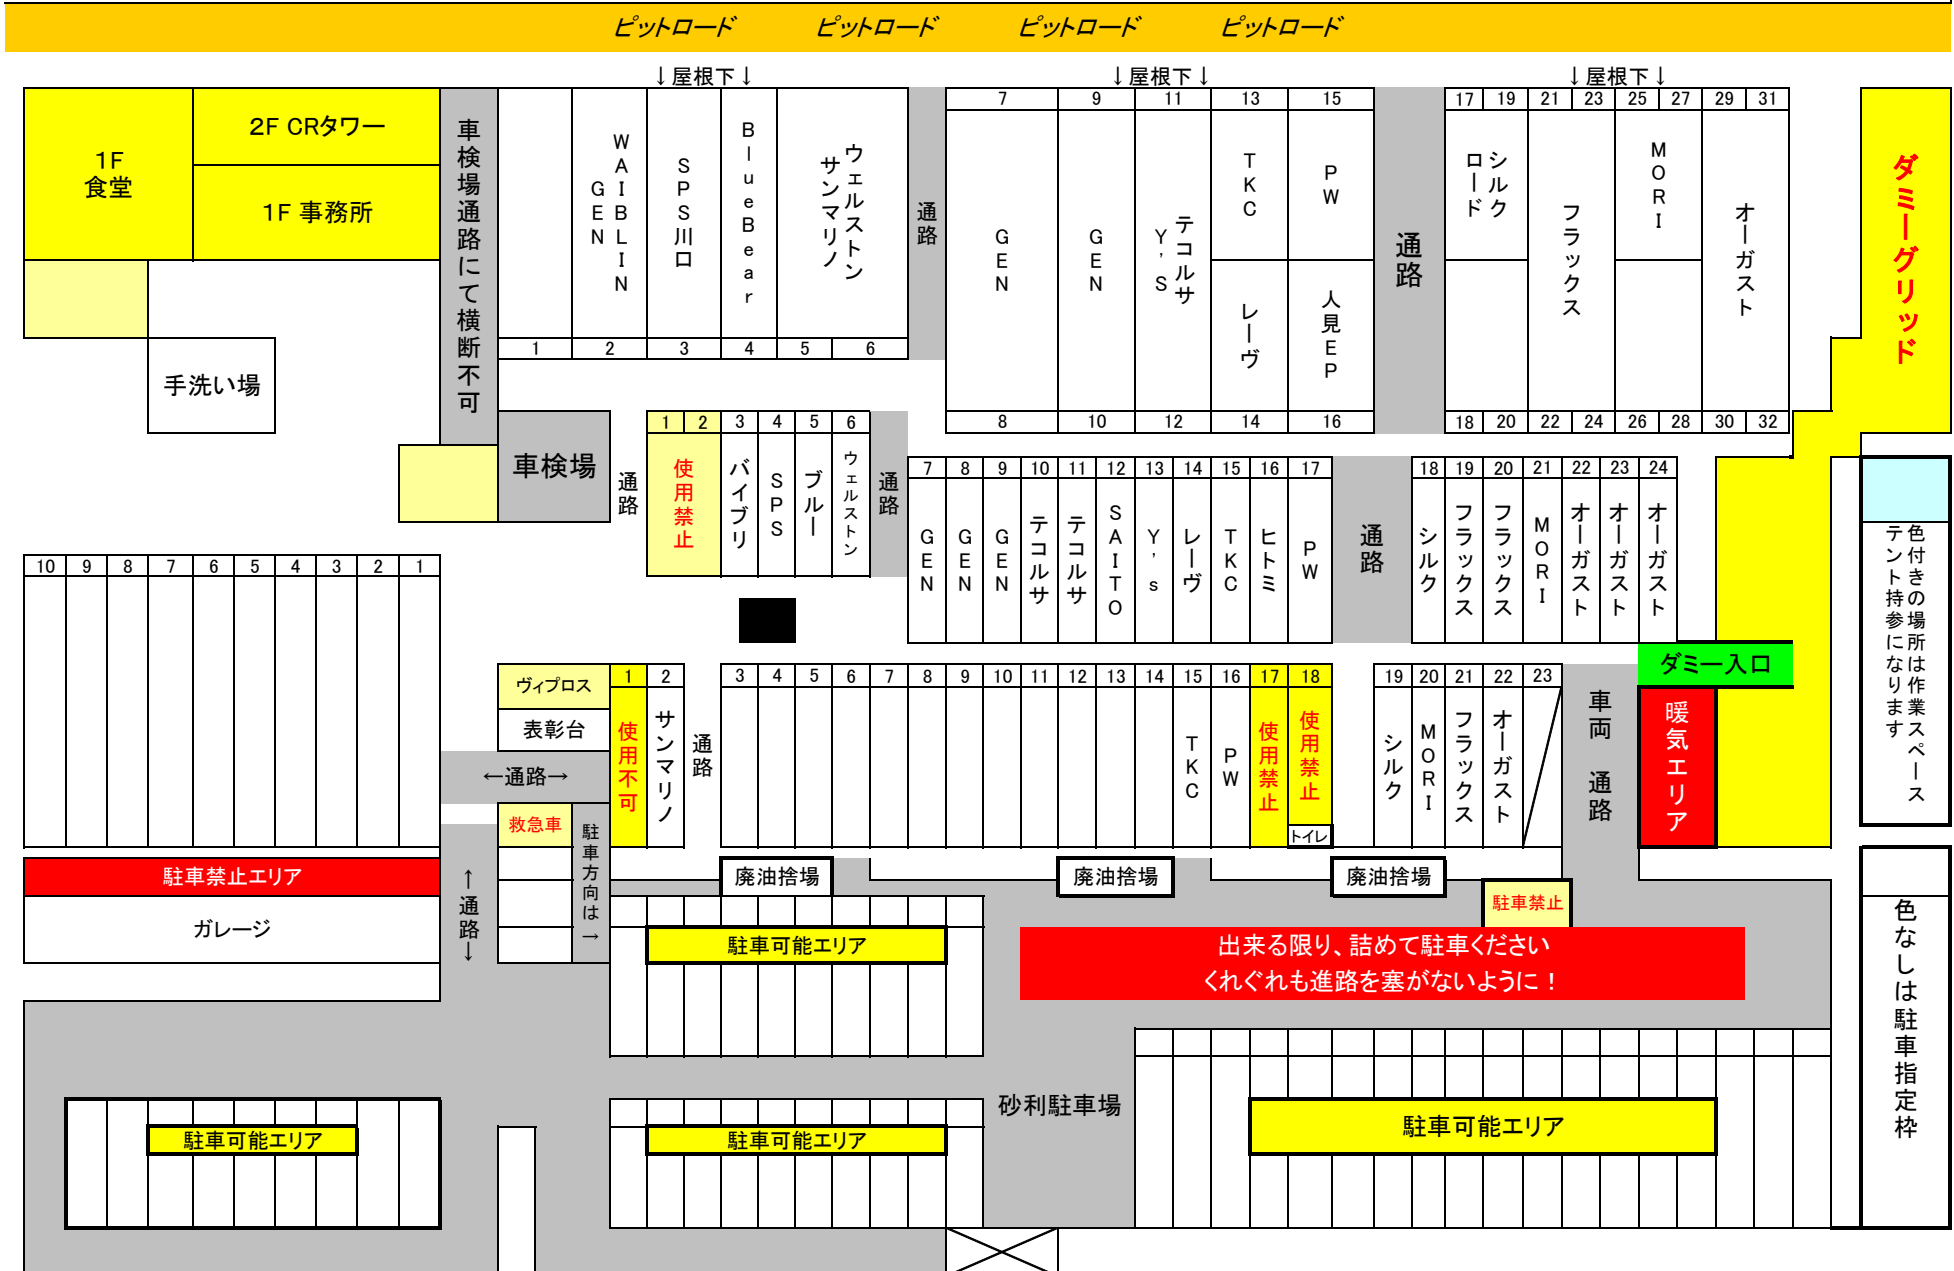 ピットロード ピットロード ピットロード ピットロード
↓屋根下↓ ↓屋根下↓ ↓屋根下↓
1F
食堂
2F CRタワー
1F 事務所
手洗い場
車検場通路にて横断不可
WAIBLIN
GEN
SPS川口
BlueBear
ウェルストン
サンマリノ
1 2 3 4 5 6
通路
7 9 11 13 15
GEN
GEN
テコルサ
Y'S
TKC
レーヴ
PW
人見EP
8 10 12 14 16
通路
17 19 21 23 25 27 29 31
シルク
ロード
フラックス
MORI
オーガスト
18 20 22 24 26 28 30 32
ダミーグリッド
車検場
通路
1 2 3 4 5 6
使用禁止
バイブリ
SPS
ブルー
ウェルストン
通路
7 8 9 10 11 12 13 14 15 16 17
GEN
GEN
GEN
テコルサ
テコルサ
SAITO
Y's
レーヴ
TKC
ヒトミ
PW
通路
18 19 20 21 22 23 24
シルク
フラックス
フラックス
MORI
オーガスト
オーガスト
オーガスト
色付きの場所は作業スペース
テント持参になります
10 9 8 7 6 5 4 3 2 1
ヴィプロス
表彰台
←通路→
救急車
駐車方向は→
1 2
使用不可
サンマリノ
通路
3 4 5 6 7 8 9 10 11 12 13 14 15 16 17 18
TKC
PW
使用禁止
使用禁止
トイレ
19 20 21 22 23
シルク
MORI
フラックス
オーガスト
車両 通路
ダミー入口
暖気エリア
駐車禁止エリア
ガレージ
↑通路↓
廃油捨場 廃油捨場 廃油捨場
駐車禁止
駐車可能エリア
出来る限り、詰めて駐車ください
くれぐれも進路を塞がないように！
色なしは駐車指定枠
砂利駐車場
駐車可能エリア
駐車可能エリア
駐車可能エリア